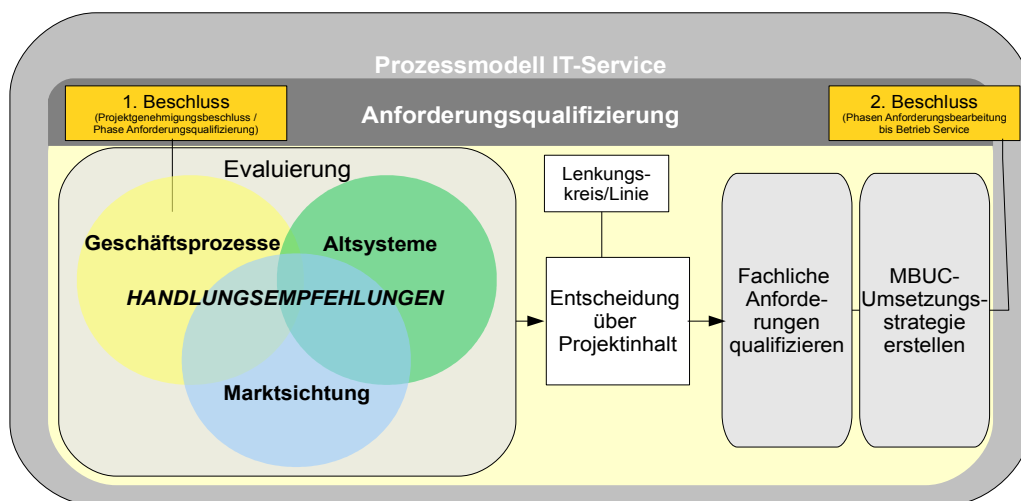 Prozessmodell IT-Service
Anforderungsqualifizierung
1. Beschluss
(Projektgenehmigungsbeschluss /
Phase Anforderungsqualifizierung)
2. Beschluss
(Phasen Anforderungsbearbeitung
bis Betrieb Service)
Evaluierung
Geschäftsprozesse
Altsysteme
HANDLUNGSEMPFEHLUNGEN
Marktsichtung
Lenkungs-
kreis/Linie
Entscheidung
über
Projektinhalt
Fachliche
Anforde-
rungen
qualifizieren
MBUC-
Umsetzungs-
strategie
erstellen